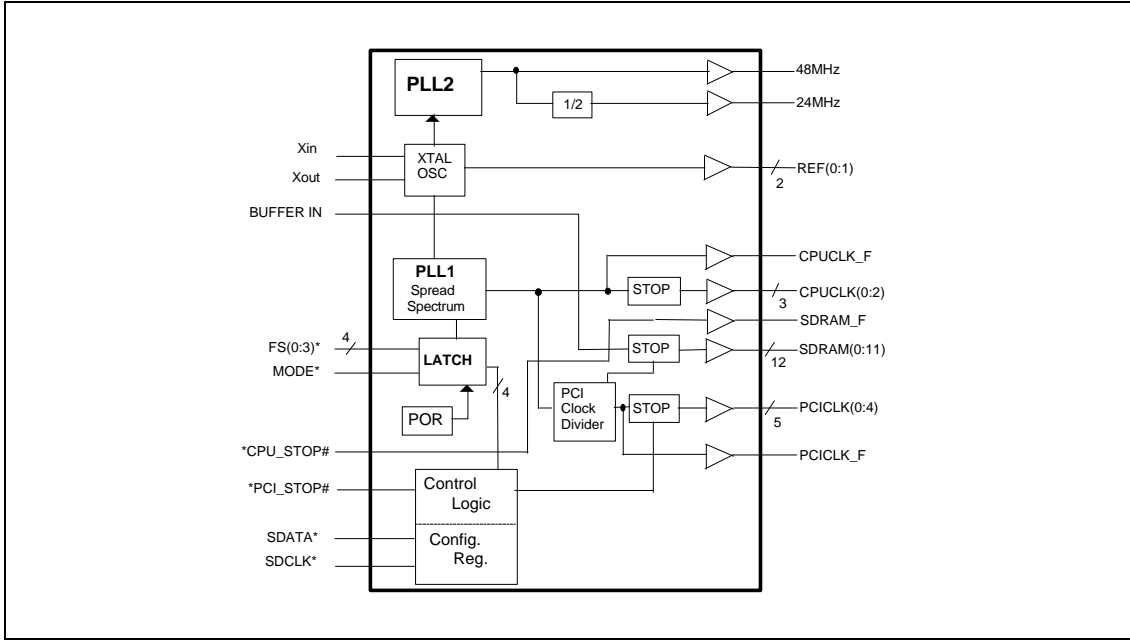 PLL2
48MHz
1/2
24MHz
Xin
XTAL
OSC
Xout
REF(0:1)
2
BUFFER IN
PLL1
Spread
Spectrum
CPUCLK_F
STOP
CPUCLK(0:2)
3
SDRAM_F
FS(0:3)*
4
LATCH
MODE*
4
STOP
SDRAM(0:11)
12
POR
PCI
Clock
Divider
STOP
PCICLK(0:4)
5
*CPU_STOP#
PCICLK_F
*PCI_STOP#
Control
Logic
SDATA*
SDCLK*
Config.
Reg.